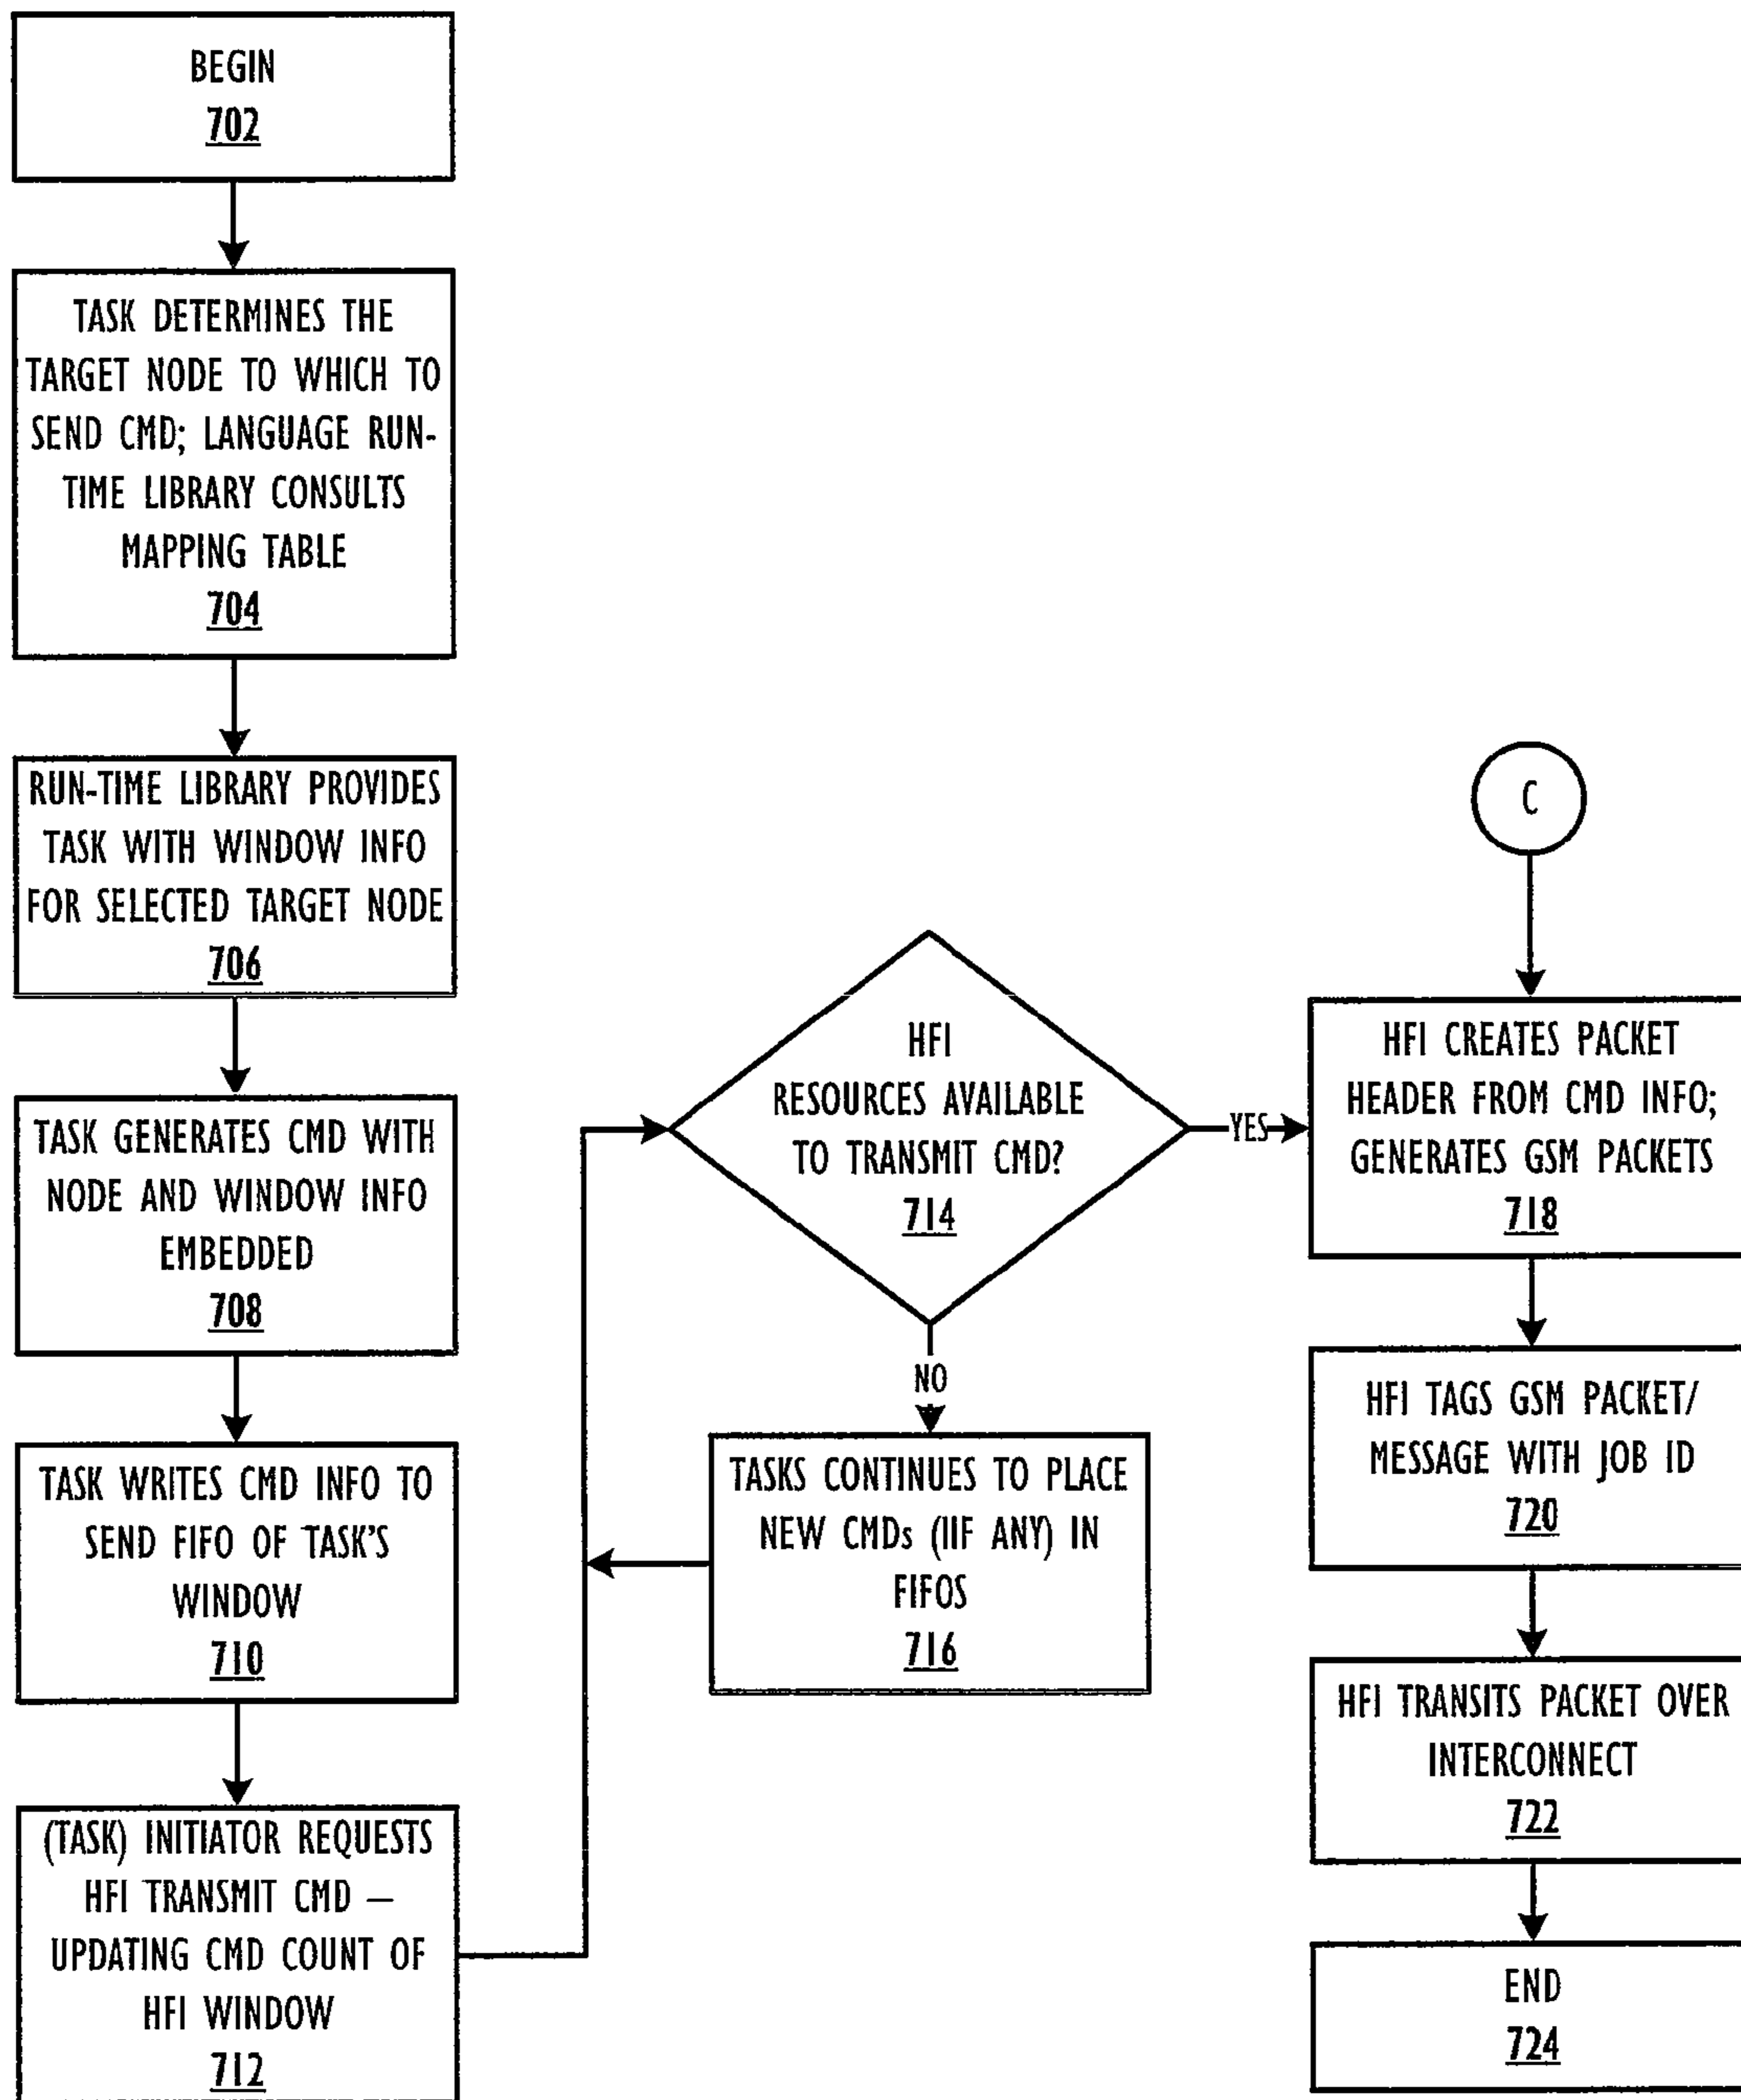 BEGIN
702
TASK DETERMINES THE
TARGET NODE TO WHICH TO
SEND CMD; LANGUAGE RUN-
TIME LIBRARY CONSULTS
MAPPING TABLE
704
RUN-TIME LIBRARY PROVIDES
TASK WITH WINDOW INFO
FOR SELECTED TARGET NODE
706
TASK GENERATES CMD WITH
NODE AND WINDOW INFO
EMBEDDED
708
TASK WRITES CMD INFO TO
SEND FIFO OF TASK'S
WINDOW
710
(TASK) INITIATOR REQUESTS
HFI TRANSMIT CMD —
UPDATING CMD COUNT OF
HFI WINDOW
712
HFI
RESOURCES AVAILABLE
TO TRANSMIT CMD?
714
YES
NO
TASKS CONTINUES TO PLACE
NEW CMDs (IIF ANY) IN
FIFOS
716
C
HFI CREATES PACKET
HEADER FROM CMD INFO;
GENERATES GSM PACKETS
718
HFI TAGS GSM PACKET/
MESSAGE WITH JOB ID
720
HFI TRANSITS PACKET OVER
INTERCONNECT
722
END
724